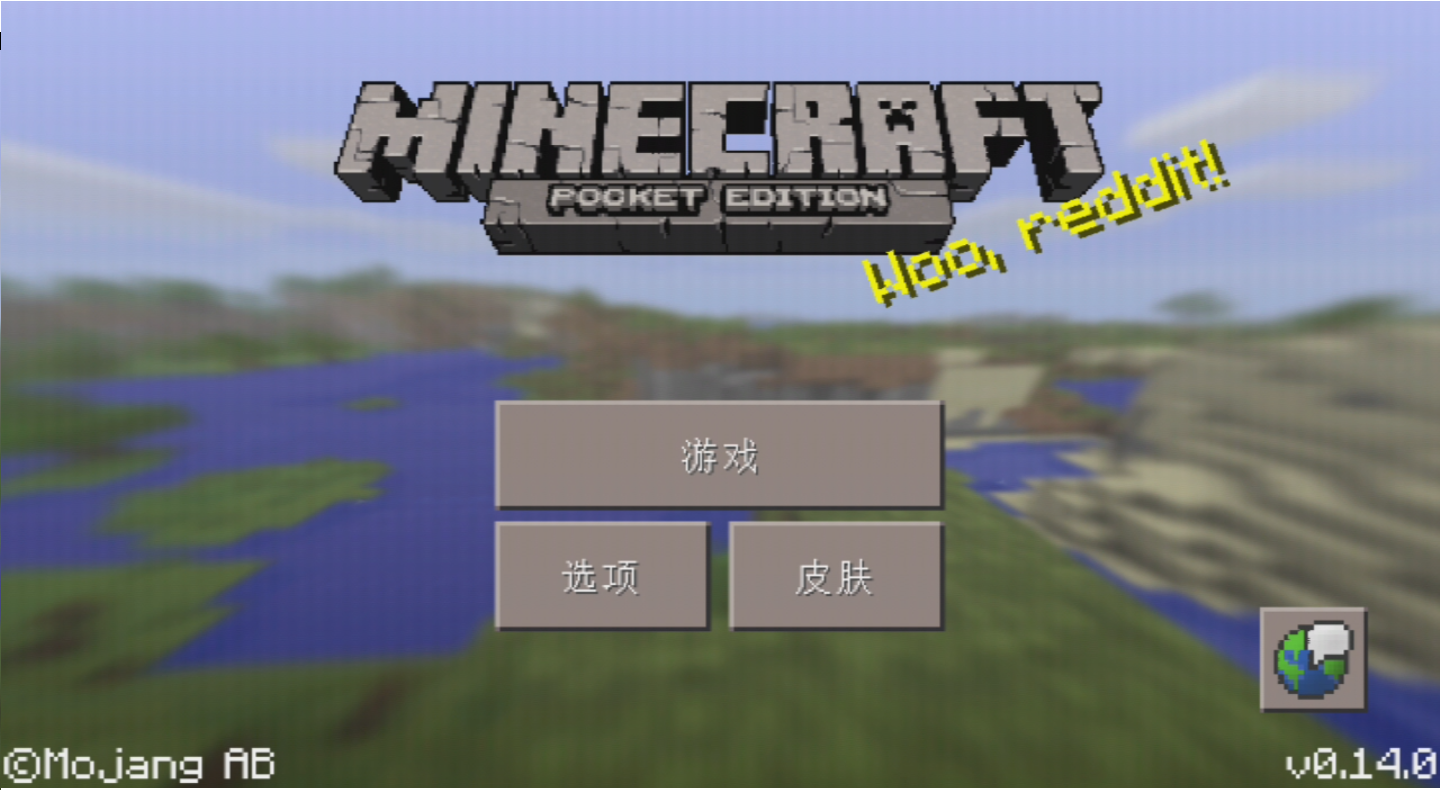 MINECRAFT
POCKET EDITION
Woo, reddit!
游戏
选项
皮肤
©Mojang AB
v0.14.0